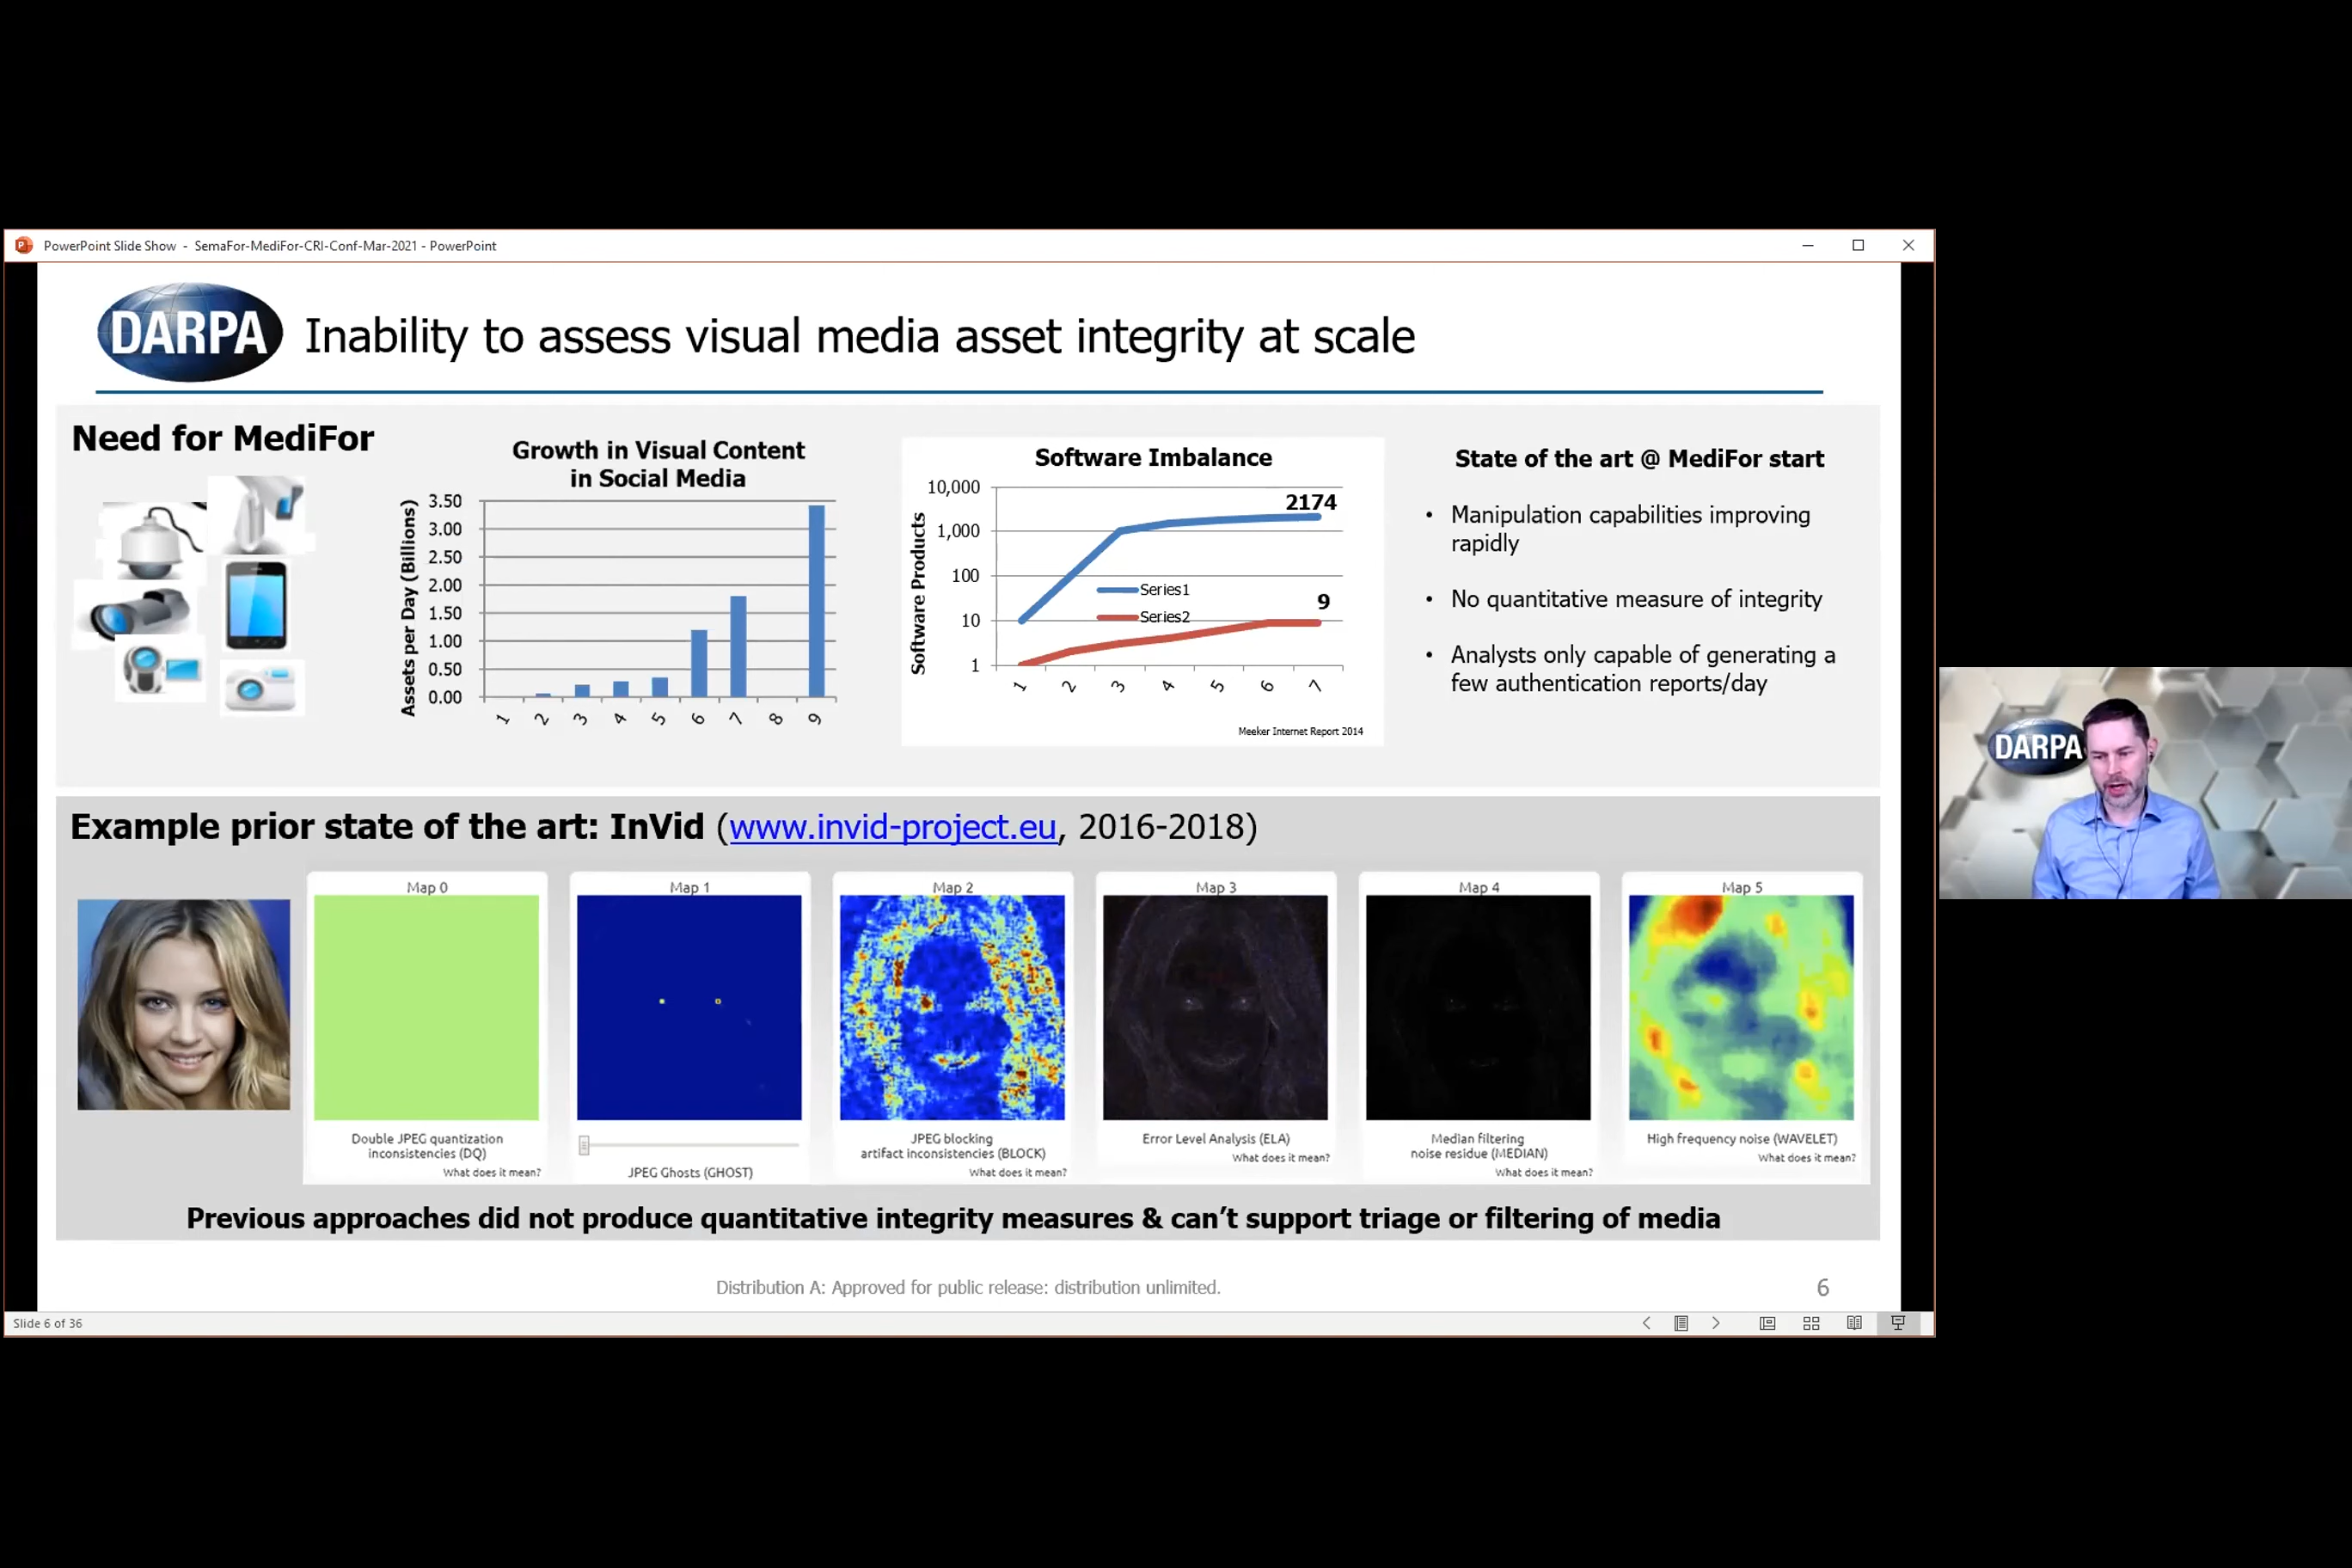 PowerPoint Slide Show - SemaFor-MediFor-CRI-Conf-Mar-2021 - PowerPoint
DARPA
Inability to assess visual media asset integrity at scale
Need for MediFor
Growth in Visual Content
in Social Media
Assets per Day (Billions)
3.50
3.00
2.50
2.00
1.50
1.00
0.50
0.00
1 2 3 4 5 6 7 8 9
Software Imbalance
Software Products
10,000
1,000
100
10
1
2174
9
Series1
Series2
1 2 3 4 5 6 7
Meeker Internet Report 2014
State of the art @ MediFor start
• Manipulation capabilities improving
rapidly
• No quantitative measure of integrity
• Analysts only capable of generating a
few authentication reports/day
DARPA
Example prior state of the art: InVid (www.invid-project.eu, 2016-2018)
Map 0
Double JPEG quantization
inconsistencies (DQ)
What does it mean?
Map 1
JPEG Ghosts (GHOST)
Map 2
JPEG blocking
artifact inconsistencies (BLOCK)
What does it mean?
Map 3
Error Level Analysis (ELA)
What does it mean?
Map 4
Median filtering
noise residue (MEDIAN)
What does it mean?
Map 5
High frequency noise (WAVELET)
What does it mean?
Previous approaches did not produce quantitative integrity measures & can't support triage or filtering of media
Distribution A: Approved for public release: distribution unlimited.
6
Slide 6 of 36